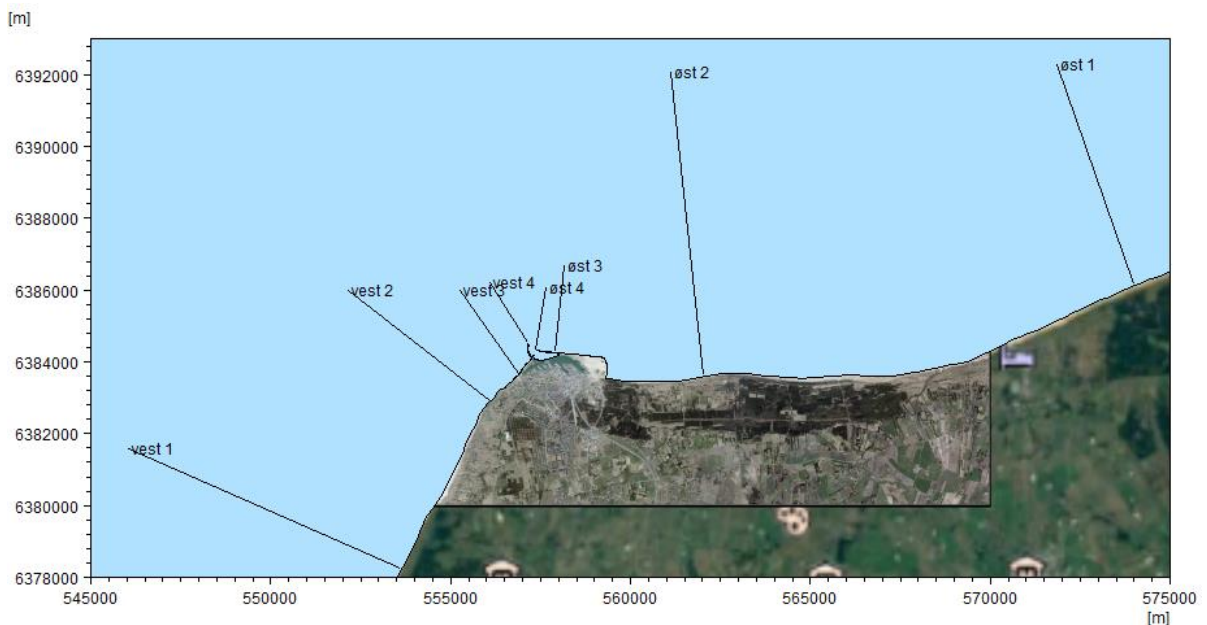 [m]
6392000
øst 2
øst 1
6390000
6388000
6386000
vest 2
vest 3
vest 4
øst 3
øst 4
6384000
6382000
vest 1
6380000
6378000
545000
550000
555000
560000
565000
570000
575000
[m]